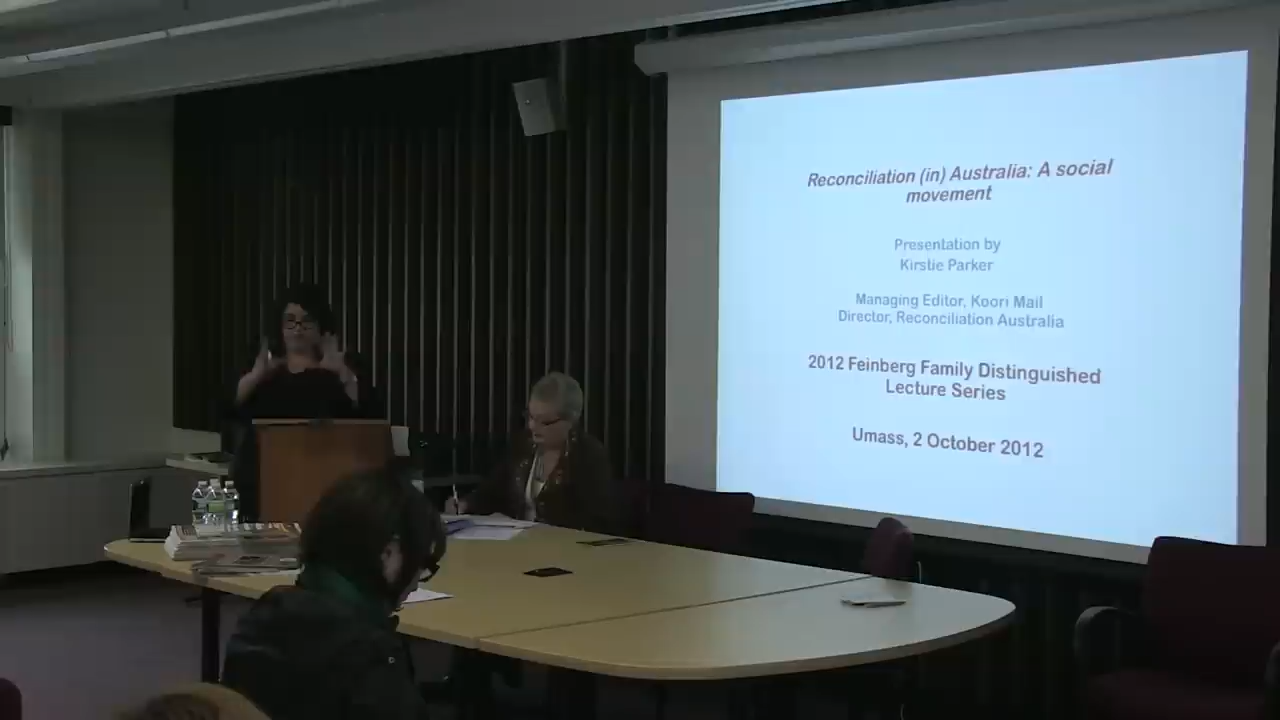 Reconciliation (in) Australia: A social
movement
Presentation by
Kirstie Parker
Managing Editor, Koori Mail
Director, Reconciliation Australia
2012 Feinberg Family Distinguished
Lecture Series
Umass, 2 October 2012